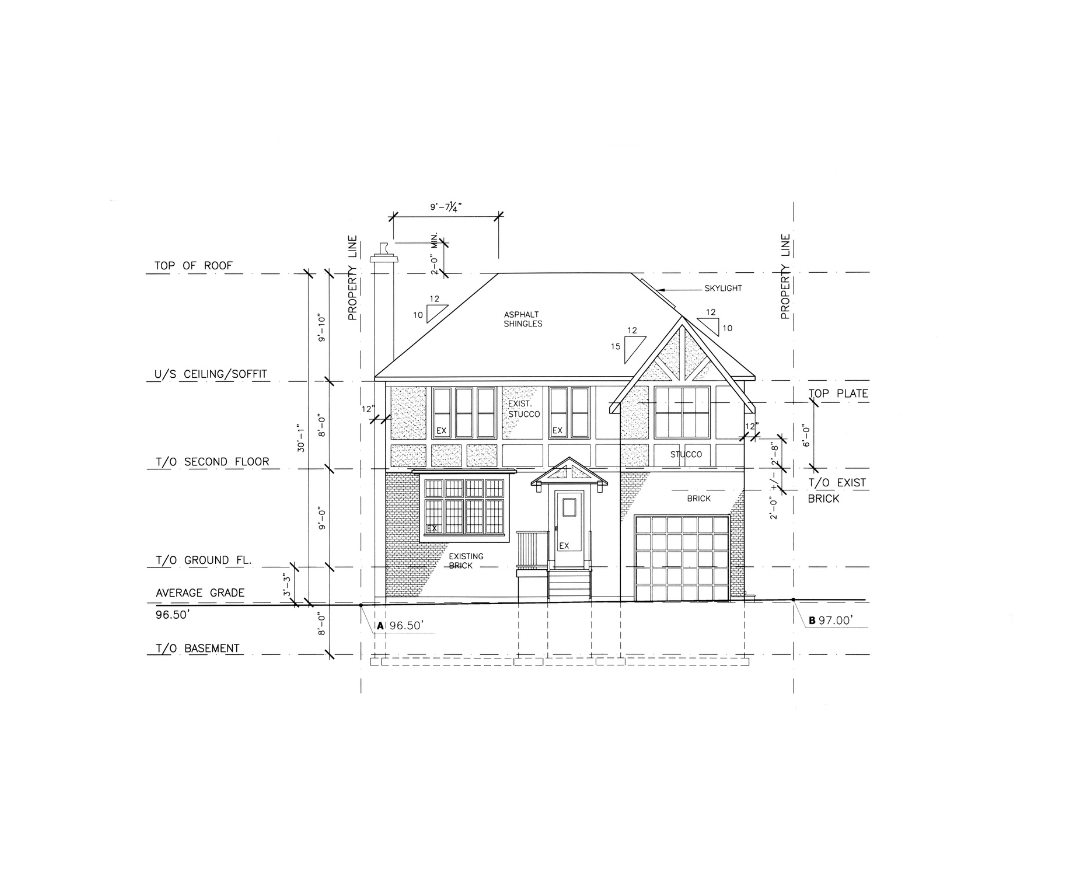 9'-7¼"
2'-0" MIN.
PROPERTY LINE
PROPERTY LINE
TOP OF ROOF
SKYLIGHT
12
10
ASPHALT
SHINGLES
12
15
12
10
9'-10"
U/S CEILING/SOFFIT
TOP PLATE
12"
EXIST.
STUCCO
EX
EX
12"
30'-1"
8'-0"
6'-0"
STUCCO
2'-8"
T/O SECOND FLOOR
T/O EXIST
BRICK
BRICK
2'-0" +/-
9'-0"
EX
EX
EXISTING
BRICK
T/O GROUND FL.
3'-3"
AVERAGE GRADE
96.50'
A 96.50'
B 97.00'
8'-0"
T/O BASEMENT